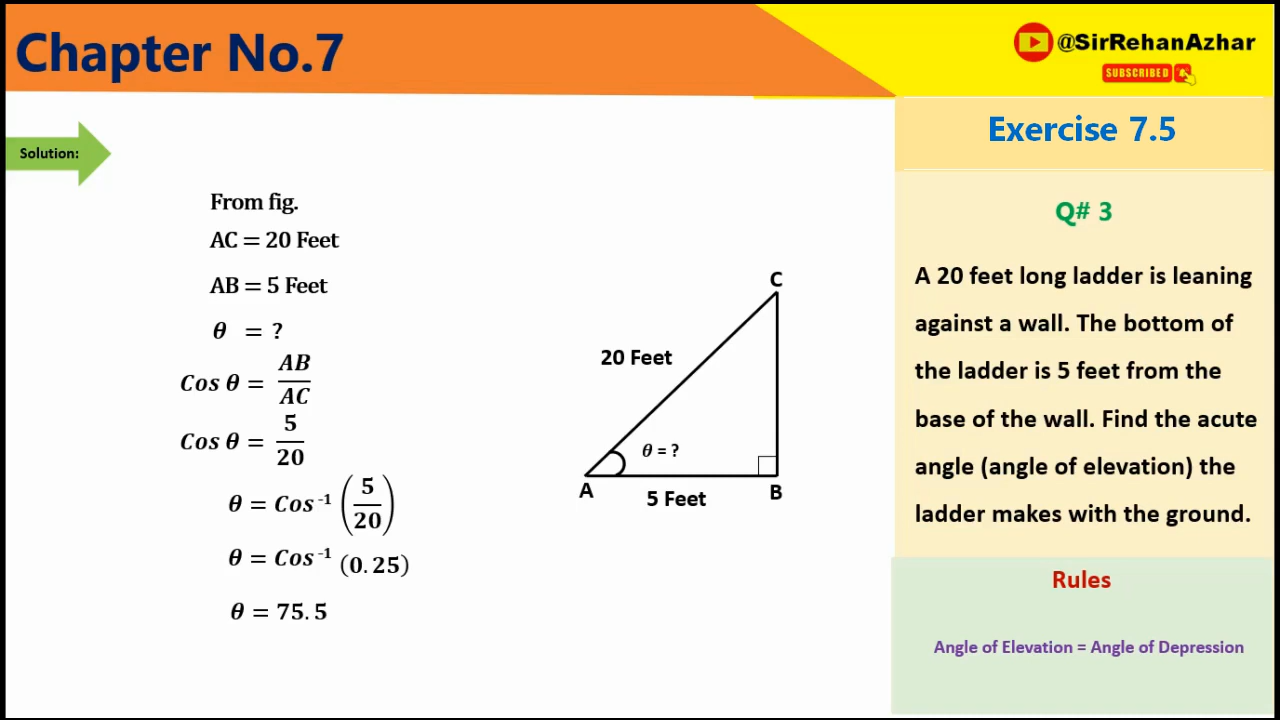 Chapter No.7
@SirRehanAzhar
SUBSCRIBED
Exercise 7.5
Solution:
From fig.
AC = 20 Feet
AB = 5 Feet
θ = ?
Cos θ = AB/AC
Cos θ = 5/20
θ = Cos⁻¹ (5/20)
θ = Cos⁻¹ (0.25)
θ = 75.5
C
20 Feet
θ = ?
A
B
5 Feet
Q# 3
A 20 feet long ladder is leaning
against a wall. The bottom of
the ladder is 5 feet from the
base of the wall. Find the acute
angle (angle of elevation) the
ladder makes with the ground.
Rules
Angle of Elevation = Angle of Depression